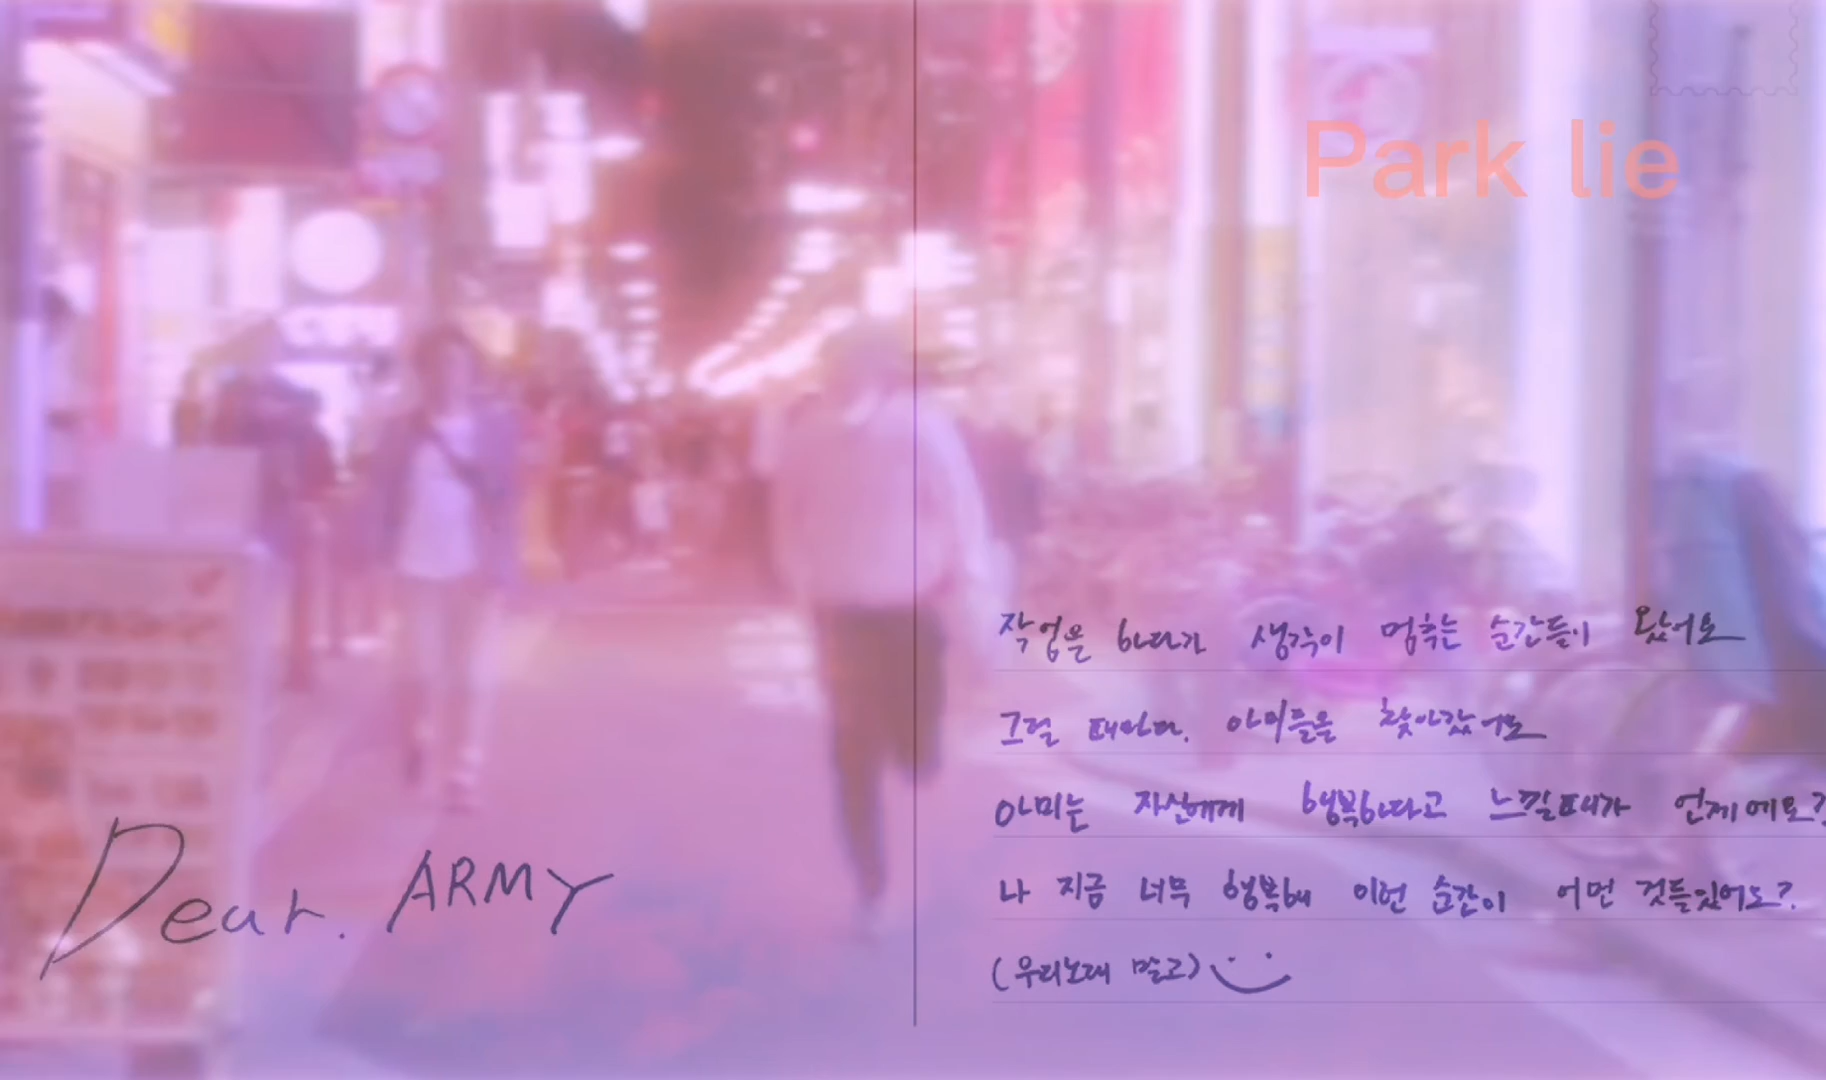 Park lie
Dear. ARMY
작업을 하다가 생각이 멈추는 순간들이 왔어요
그럴 때마다. 아미들을 찾아갔어요
아미는 자신에게 행복하다고 느낄때가 언제에요?
나 지금 너무 행복해 이런 순간이 어떤 것들있어요?
(우리노래 말고)